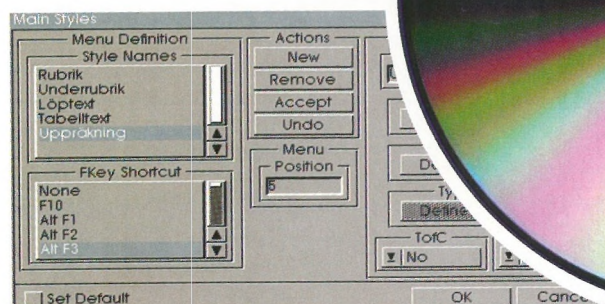 Main Styles
Menu Definition
Style Names
Rubrik
Underrubrik
Löptext
Tabelltext
Uppräkning
FKey Shortcut
None
F10
Alt F1
Alt F2
Alt F3
Set Default
Actions
New
Remove
Accept
Undo
Menu
Position
5
Define
TofC
No
OK